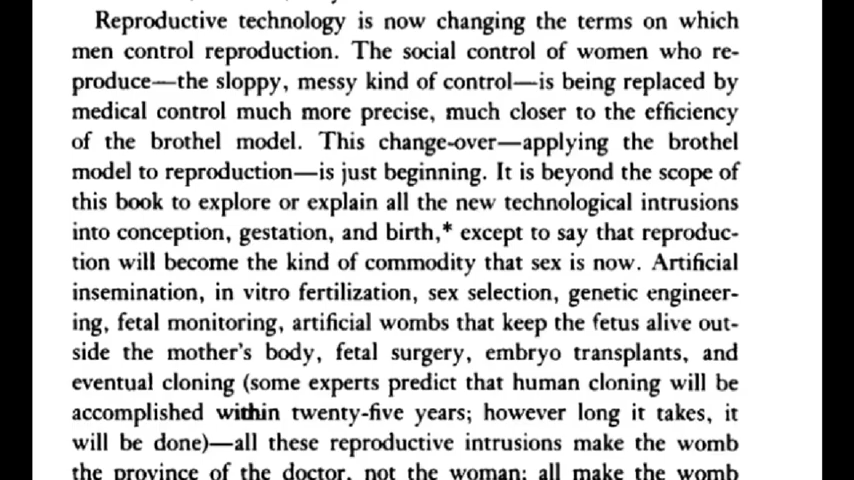 Reproductive technology is now changing the terms on which
men control reproduction. The social control of women who re-
produce—the sloppy, messy kind of control—is being replaced by
medical control much more precise, much closer to the efficiency
of the brothel model. This change-over—applying the brothel
model to reproduction—is just beginning. It is beyond the scope of
this book to explore or explain all the new technological intrusions
into conception, gestation, and birth,* except to say that reproduc-
tion will become the kind of commodity that sex is now. Artificial
insemination, in vitro fertilization, sex selection, genetic engineer-
ing, fetal monitoring, artificial wombs that keep the fetus alive out-
side the mother's body, fetal surgery, embryo transplants, and
eventual cloning (some experts predict that human cloning will be
accomplished within twenty-five years; however long it takes, it
will be done)—all these reproductive intrusions make the womb
the province of the doctor, not the woman; all make the womb